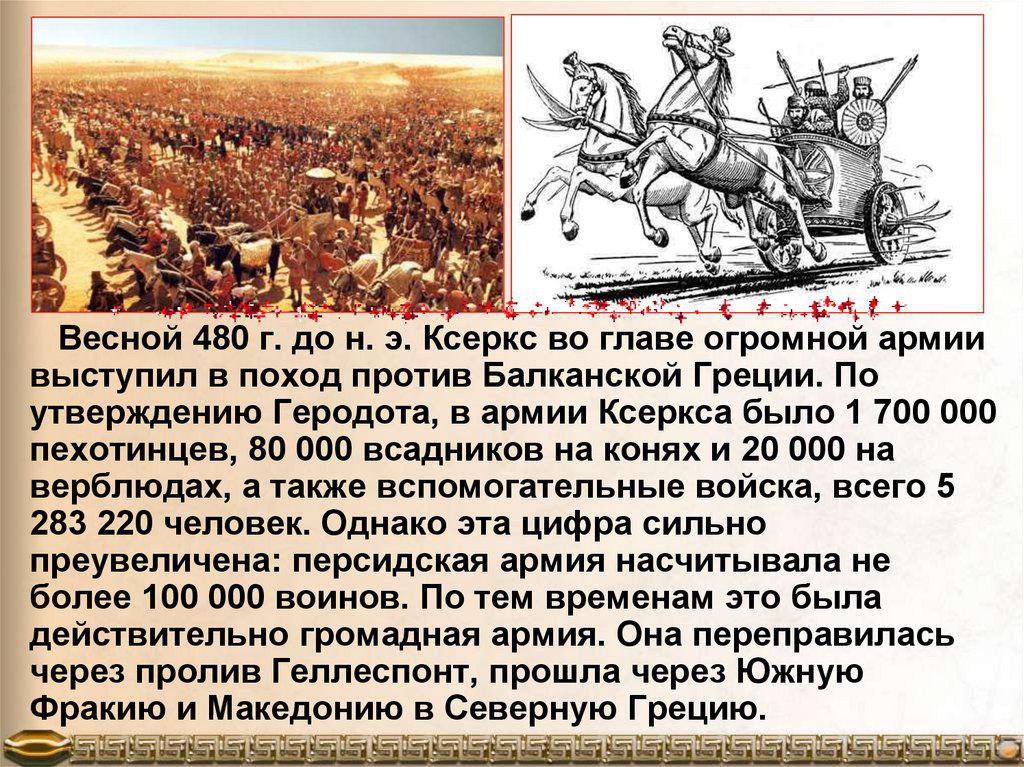 Весной 480 г. до н. э. Ксеркс во главе огромной армии
выступил в поход против Балканской Греции. По
утверждению Геродота, в армии Ксеркса было 1 700 000
пехотинцев, 80 000 всадников на конях и 20 000 на
верблюдах, а также вспомогательные войска, всего 5
283 220 человек. Однако эта цифра сильно
преувеличена: персидская армия насчитывала не
более 100 000 воинов. По тем временам это была
действительно громадная армия. Она переправилась
через пролив Геллеспонт, прошла через Южную
Фракию и Македонию в Северную Грецию.